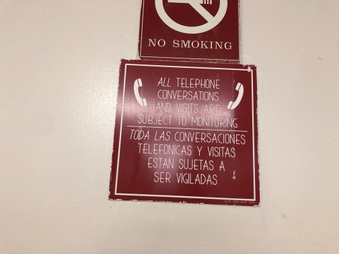 NO SMOKING
ALL TELEPHONE
CONVERSATIONS
AND VISITS ARE
SUBJECT TO MONITORING
TODA LAS CONVERSACIONES
TELEFONICAS Y VISITAS
ESTAN SUJETAS A
SER VIGILADAS